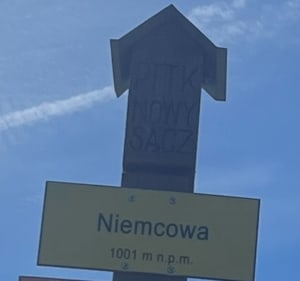 PTTK
NOWY
SĄCZ
Niemcowa
1001 m n.p.m.